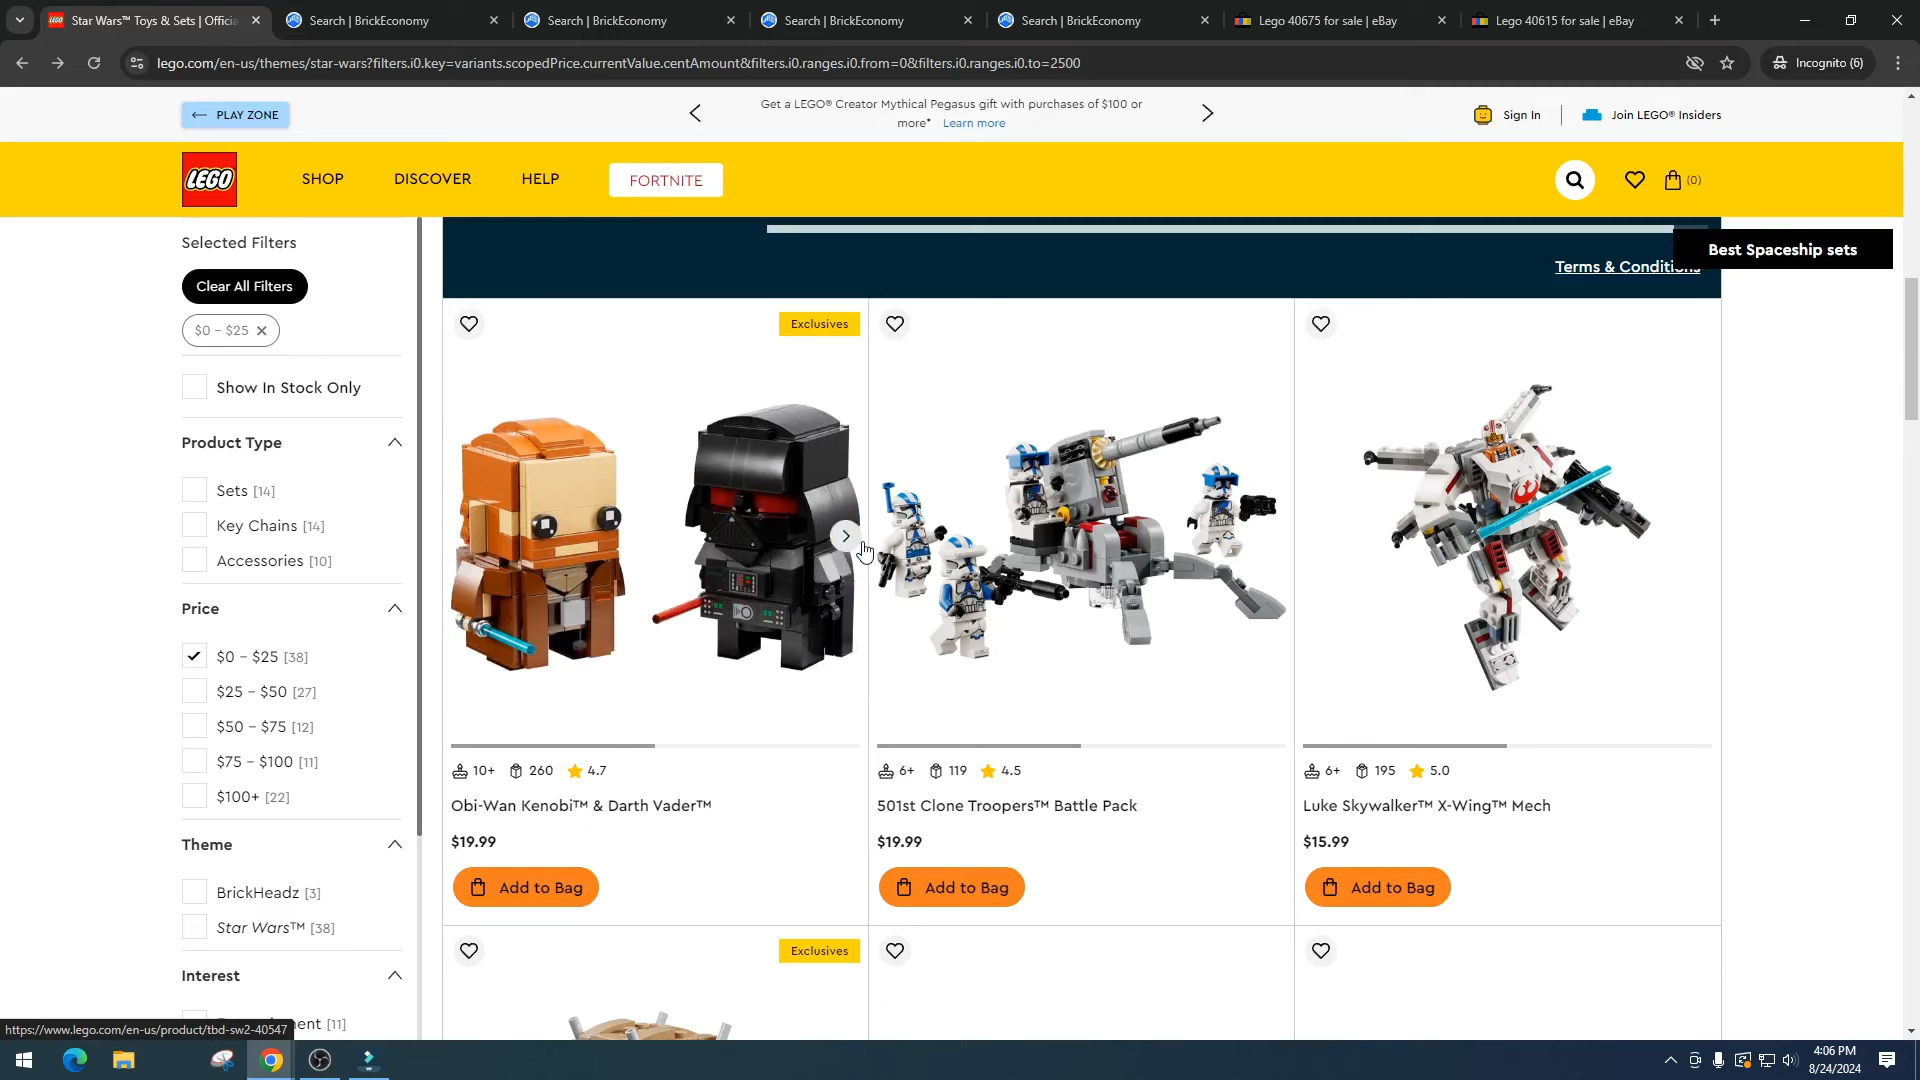 Star Wars™ Toys & Sets | Officia
Search | BrickEconomy
Search | BrickEconomy
Search | BrickEconomy
Search | BrickEconomy
Lego 40675 for sale | eBay
Lego 40615 for sale | eBay
lego.com/en-us/themes/star-wars?filters.i0.key=variants.scopedPrice.currentValue.centAmount&filters.i0.ranges.i0.from=0&filters.i0.ranges.i0.to=2500
Incognito (6)
PLAY ZONE
Get a LEGO® Creator Mythical Pegasus gift with purchases of $100 or
more* Learn more
Sign In
Join LEGO® Insiders
LEGO
SHOP
DISCOVER
HELP
FORTNITE
(0)
Selected Filters
Clear All Filters
$0 – $25
Show In Stock Only
Product Type
Sets [14]
Key Chains [14]
Accessories [10]
Price
$0 – $25 [38]
$25 – $50 [27]
$50 – $75 [12]
$75 – $100 [11]
$100+ [22]
Theme
BrickHeadz [3]
Star Wars™ [38]
Interest
[11]
https://www.lego.com/en-us/product/tbd-sw2-40547
Terms &
Best Spaceship sets
Exclusives
10+ 260 4.7
Obi-Wan Kenobi™ & Darth Vader™
$19.99
Add to Bag
6+ 119 4.5
501st Clone Troopers™ Battle Pack
$19.99
Add to Bag
6+ 195 5.0
Luke Skywalker™ X-Wing™ Mech
$15.99
Add to Bag
Exclusives
4:06 PM
8/24/2024